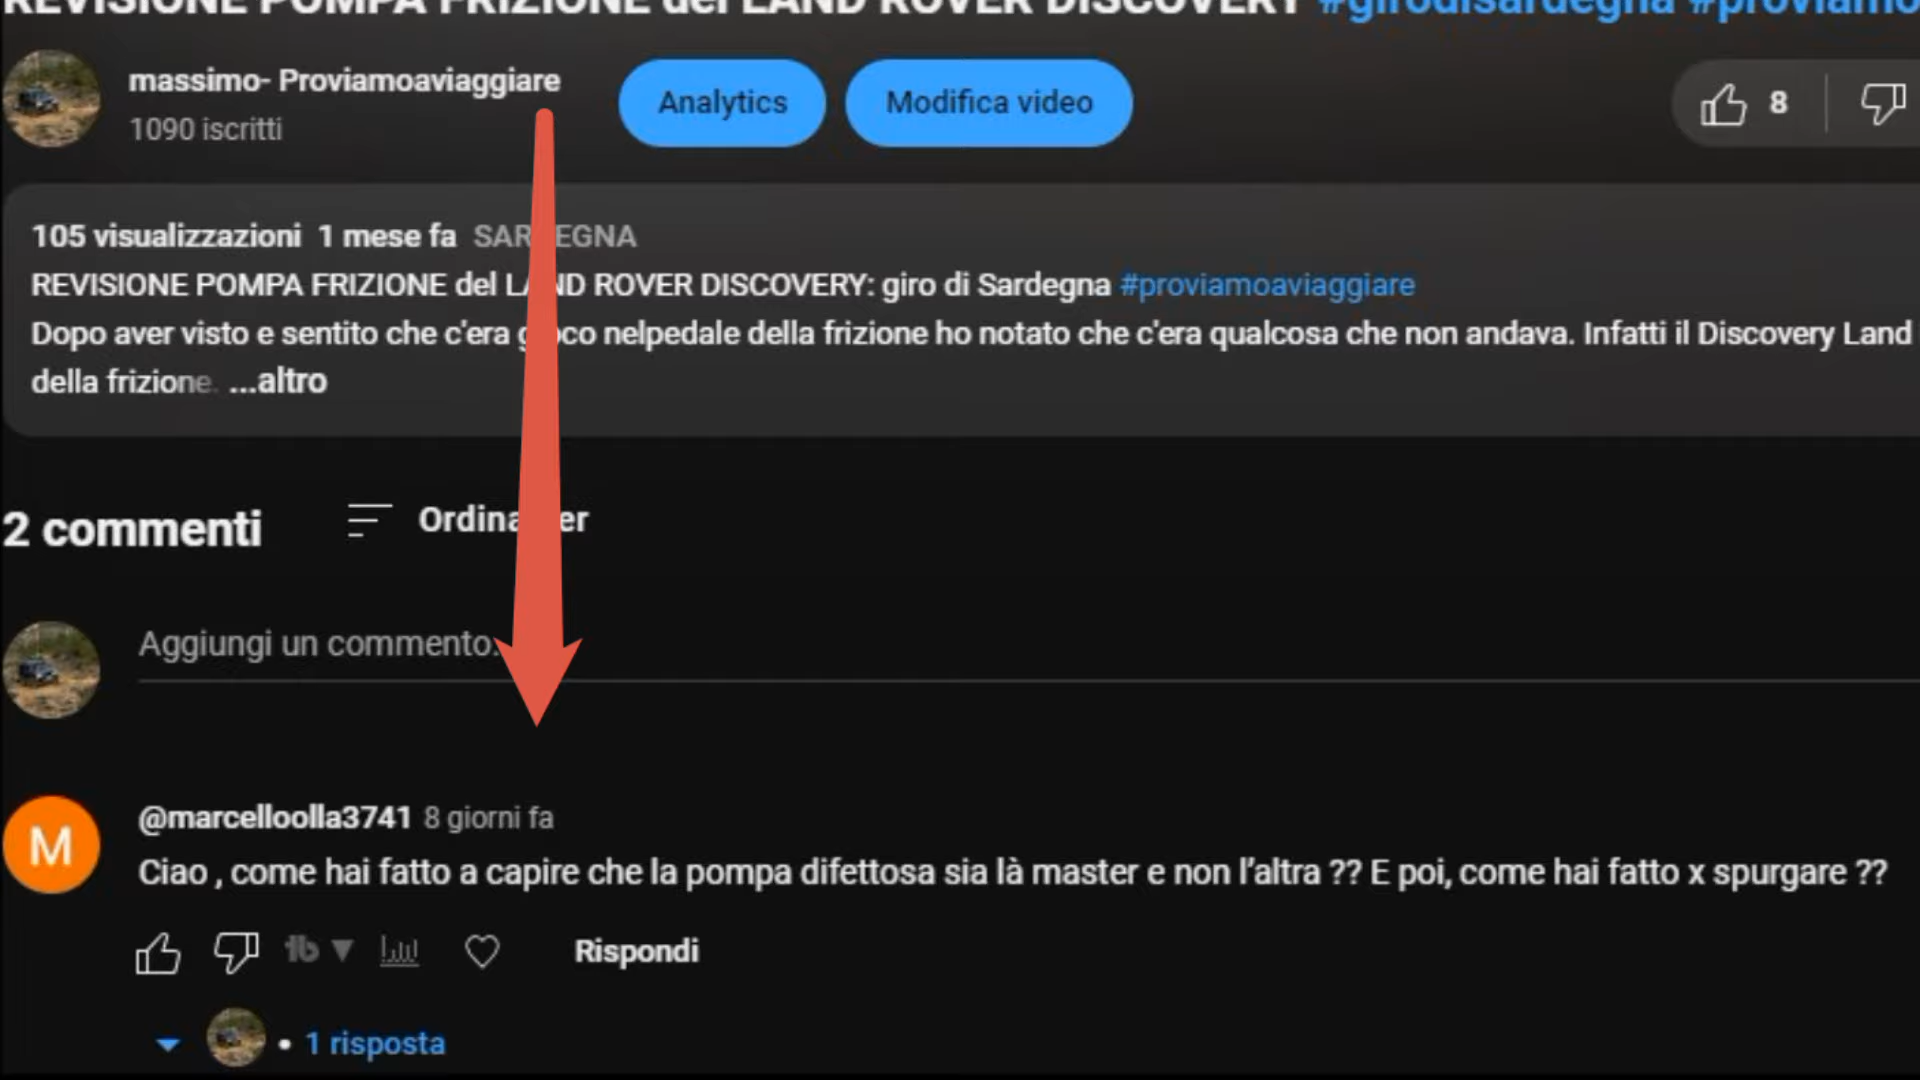 REVISIONE POMPA FRIZIONE del LAND ROVER DISCOVERY #girodisardegna #proviamo
massimo- Proviamoaviaggiare
1090 iscritti
Analytics
Modifica video
8
105 visualizzazioni 1 mese fa SARDEGNA
REVISIONE POMPA FRIZIONE del LAND ROVER DISCOVERY: giro di Sardegna #proviamoaviaggiare
Dopo aver visto e sentito che c'era gioco nelpedale della frizione ho notato che c'era qualcosa che non andava. Infatti il Discovery Land
della frizione. ...altro
2 commenti
Ordina per
Aggiungi un commento.
M
@marcelloolla3741 8 giorni fa
Ciao , come hai fatto a capire che la pompa difettosa sia là master e non l'altra ?? E poi, come hai fatto x spurgare ??
Rispondi
• 1 risposta